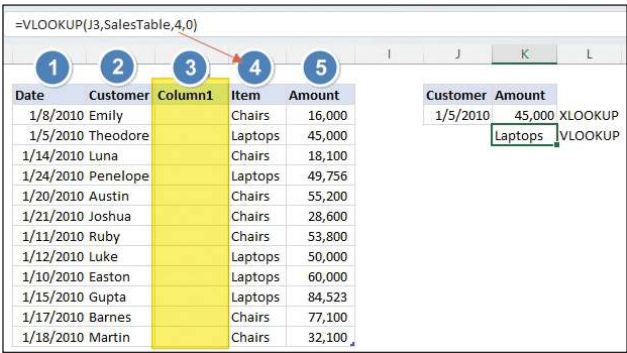 =VLOOKUP(J3,SalesTable,4,0)
I J K L
1 2 3 4 5
Date Customer Column1 Item Amount Customer Amount
1/8/2010 Emily Chairs 16,000 1/5/2010 45,000 XLOOKUP
1/5/2010 Theodore Laptops 45,000 Laptops VLOOKUP
1/14/2010 Luna Chairs 18,100
1/24/2010 Penelope Laptops 49,756
1/20/2010 Austin Chairs 55,200
1/21/2010 Joshua Chairs 28,600
1/11/2010 Ruby Chairs 53,800
1/12/2010 Luke Laptops 50,000
1/10/2010 Easton Laptops 60,000
1/15/2010 Gupta Laptops 84,523
1/17/2010 Barnes Chairs 77,100
1/18/2010 Martin Chairs 32,100